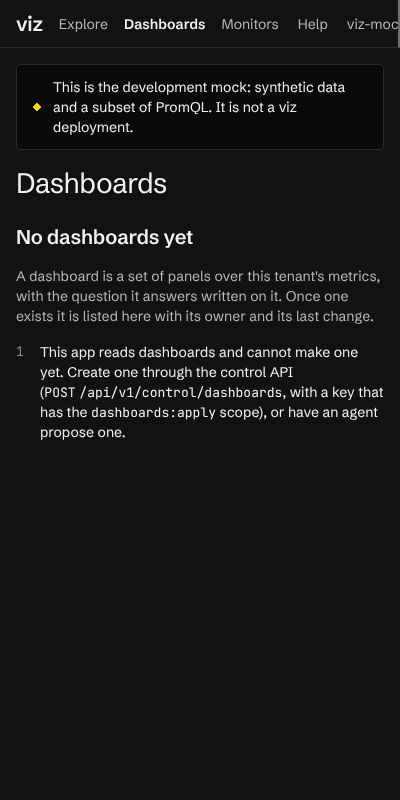 viz Explore Dashboards Monitors Help viz-moc
This is the development mock: synthetic data
and a subset of PromQL. It is not a viz
deployment.
Dashboards
No dashboards yet
A dashboard is a set of panels over this tenant's metrics,
with the question it answers written on it. Once one
exists it is listed here with its owner and its last change.
1 This app reads dashboards and cannot make one
yet. Create one through the control API
(POST /api/v1/control/dashboards, with a key that
has the dashboards:apply scope), or have an agent
propose one.